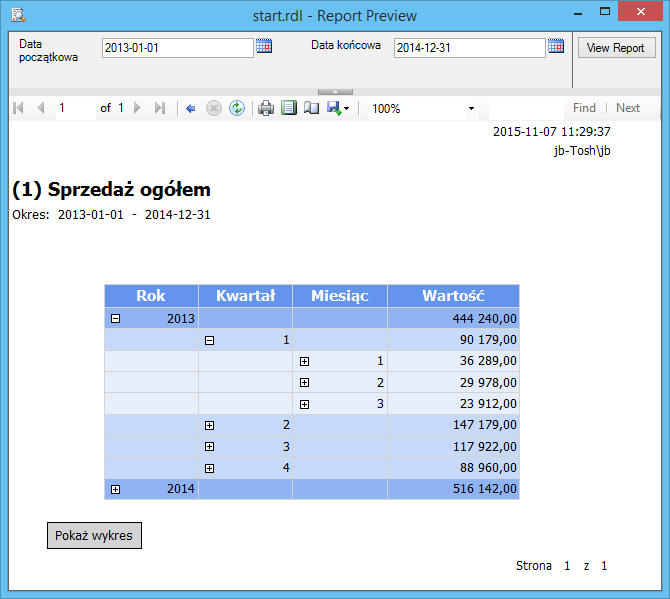 start.rdl - Report Preview
Data początkowa 2013-01-01 Data końcowa 2014-12-31 View Report
1 of 1 100% Find Next
2015-11-07 11:29:37
jb-Tosh\jb
(1) Sprzedaż ogółem
Okres: 2013-01-01 - 2014-12-31
Rok Kwartał Miesiąc Wartość
2013 444 240,00
1 90 179,00
1 36 289,00
2 29 978,00
3 23 912,00
2 147 179,00
3 117 922,00
4 88 960,00
2014 516 142,00
Pokaż wykres
Strona 1 z 1